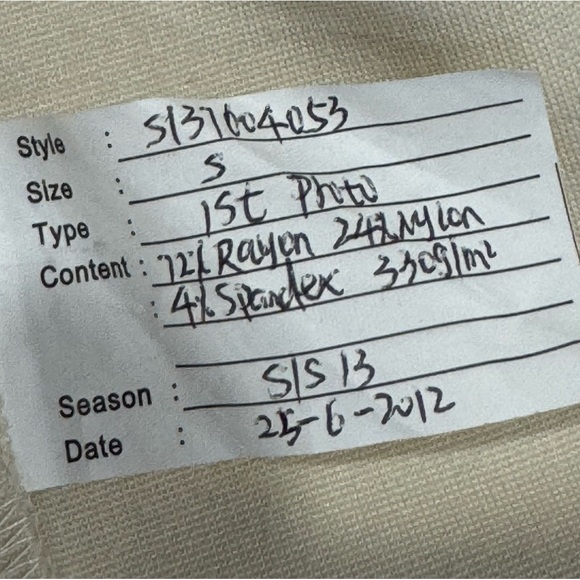 Style : S137004053
Size : S
Type : 1st Photo
Content : 72% Rayon 24% Nylon
: 4% Spandex 330g/m²
Season : S/S 13
Date : 25-6-2012